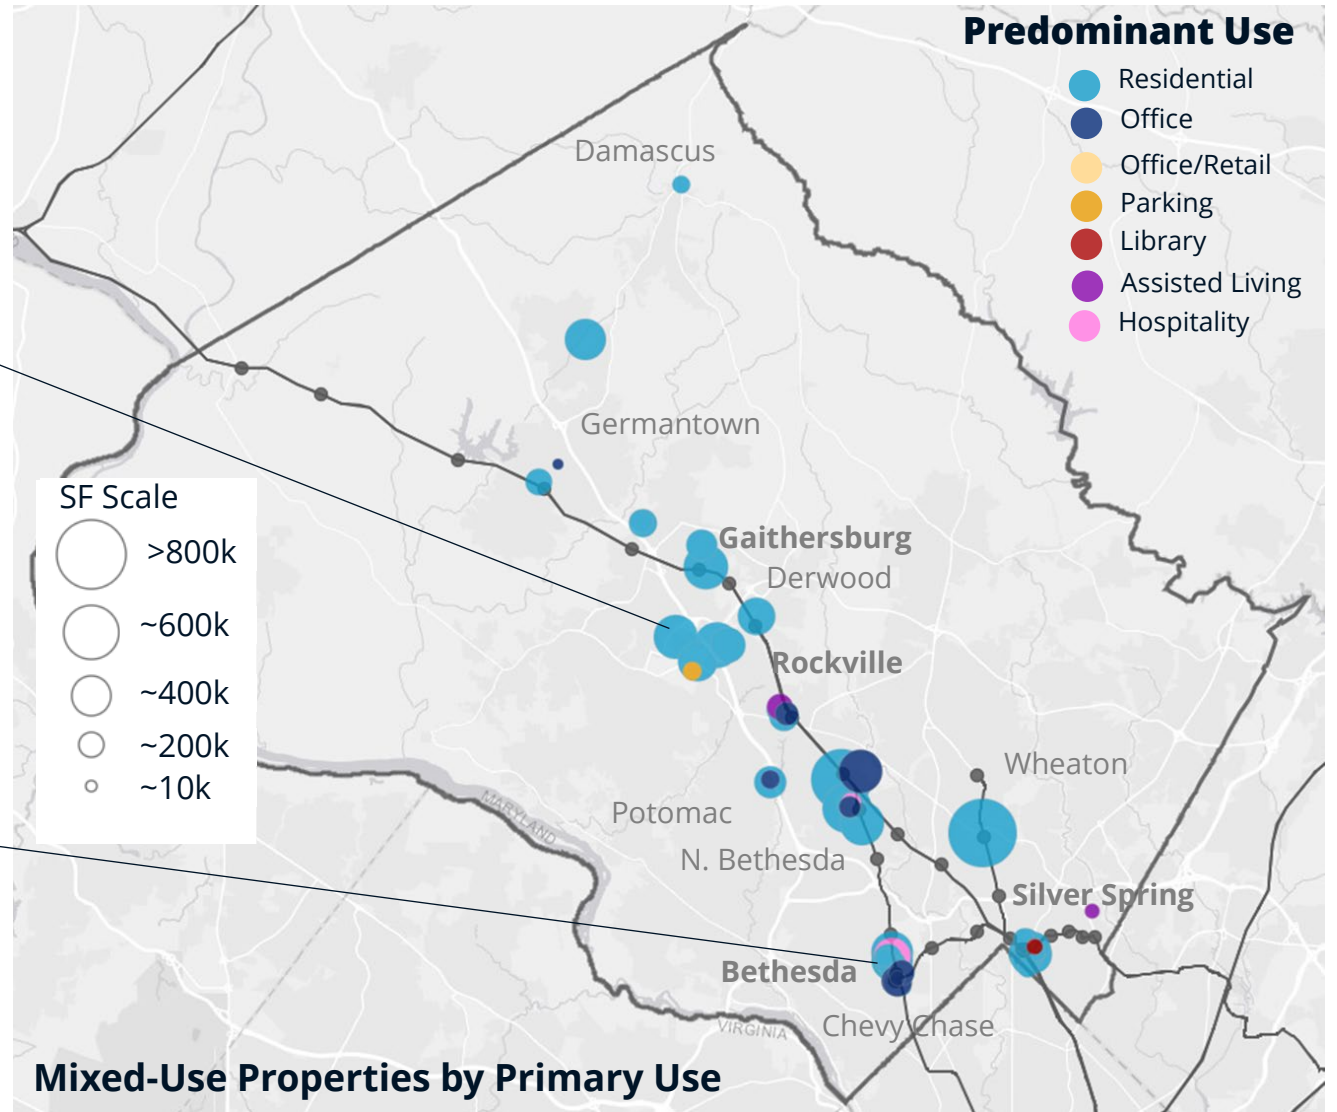 Predominant Use
Residential
Office
Office/Retail
Parking
Library
Assisted Living
Hospitality
Damascus
Germantown
SF Scale
>800k
~600k
~400k
~200k
~10k
Gaithersburg
Derwood
Rockville
Wheaton
MARYLAND
Potomac
N. Bethesda
Silver Spring
Bethesda
VIRGINIA
Chevy Chase
Mixed-Use Properties by Primary Use